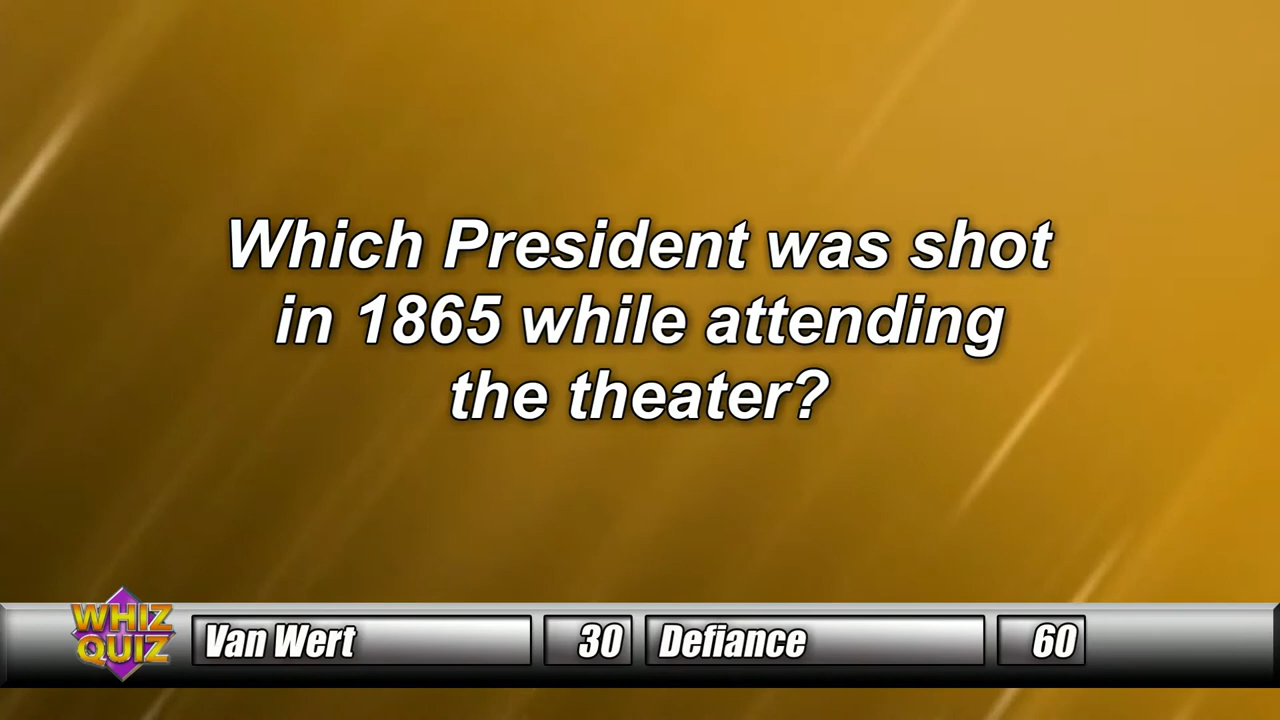 Which President was shot
in 1865 while attending
the theater?
WHIZ
QUIZ
Van Wert 30 Defiance 60